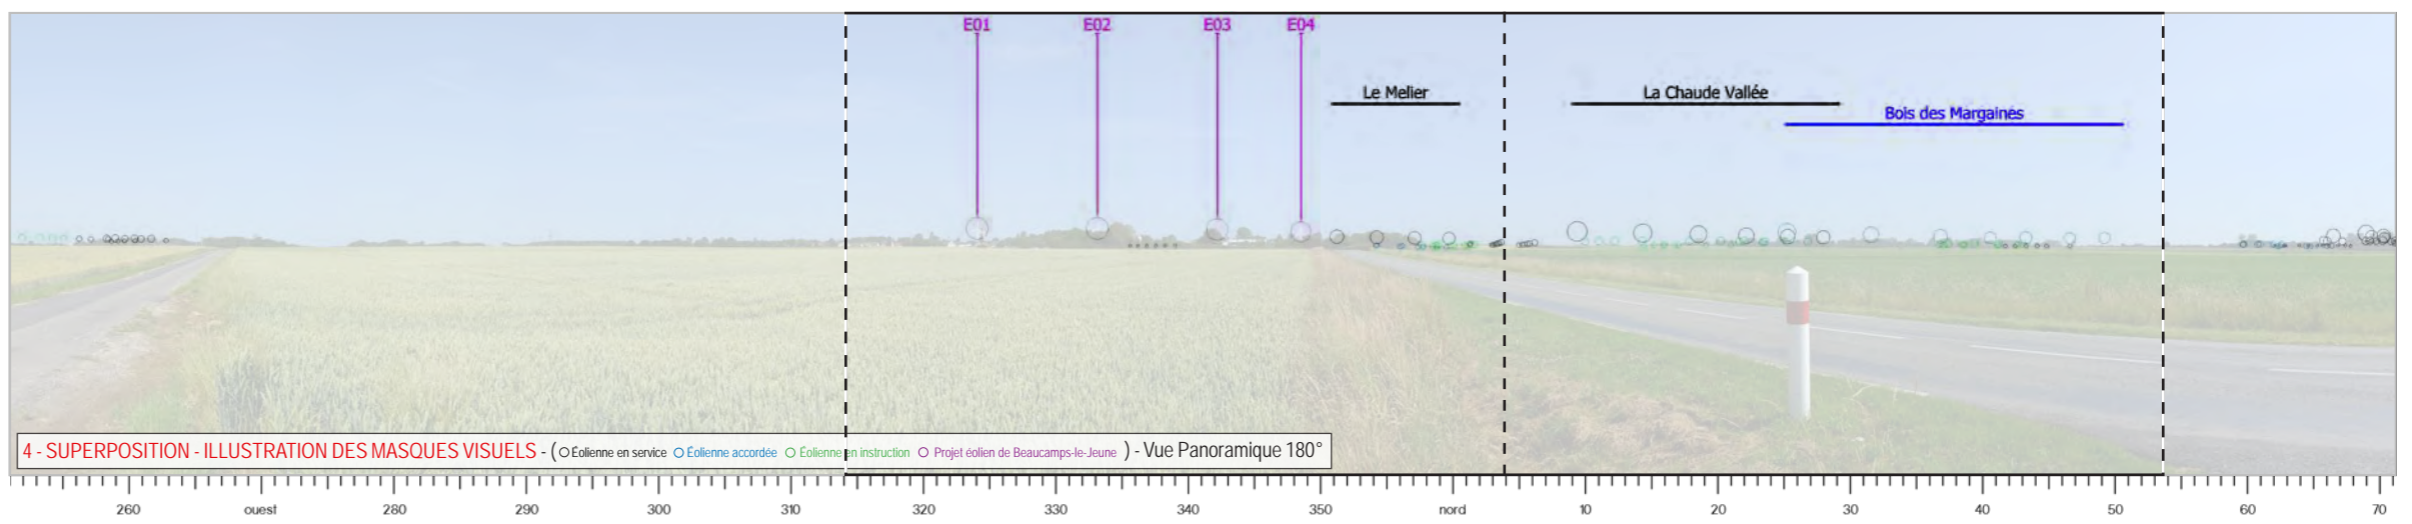 E01 E02 E03 E04
Le Melier La Chaude Vallée
Bois des Margaines
4 - SUPERPOSITION - ILLUSTRATION DES MASQUES VISUELS - ( Éolienne en service Éolienne accordée Éolienne en instruction Projet éolien de Beaucamps-le-Jeune ) - Vue Panoramique 180°
260 ouest 280 290 300 310 320 330 340 350 nord 10 20 30 40 50 60 70